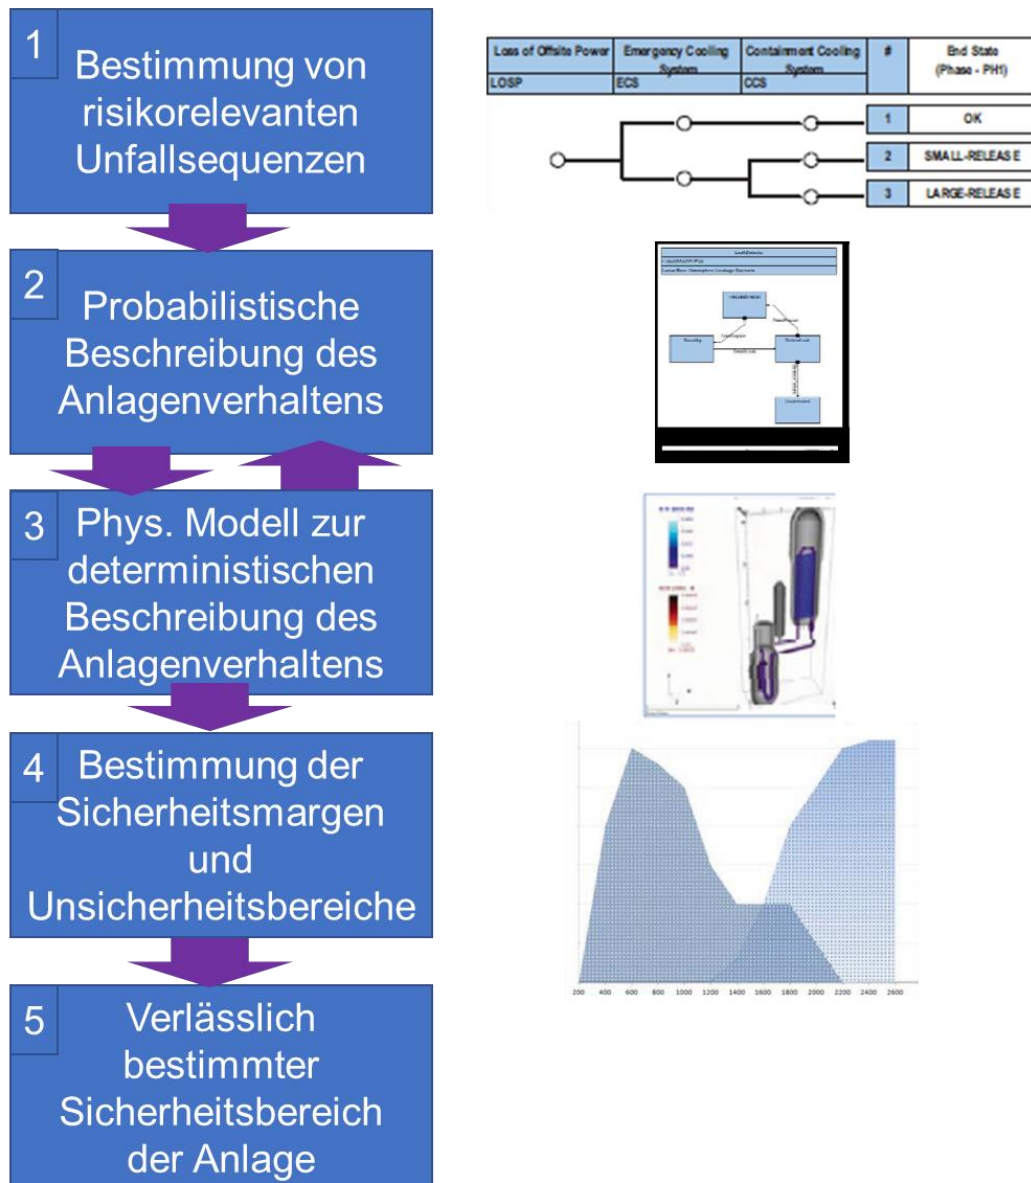 1
Bestimmung von
risikorelevanten
Unfallsequenzen
Loss of Offsite Power
Emergency Cooling
System
Containment Cooling
System
#
End State
(Phase - PH1)
LOSP
ECS
CCS
1
OK
2
SMALL-RELEASE
3
LARGE-RELEASE
2
Probabilistische
Beschreibung des
Anlagenverhaltens
3
Phys. Modell zur
deterministischen
Beschreibung des
Anlagenverhaltens
4
Bestimmung der
Sicherheitsmargen
und
Unsicherheitsbereiche
200 400 600 800 1000 1200 1400 1600 1800 2000 2200 2400 2600
5
Verlässlich
bestimmter
Sicherheitsbereich
der Anlage